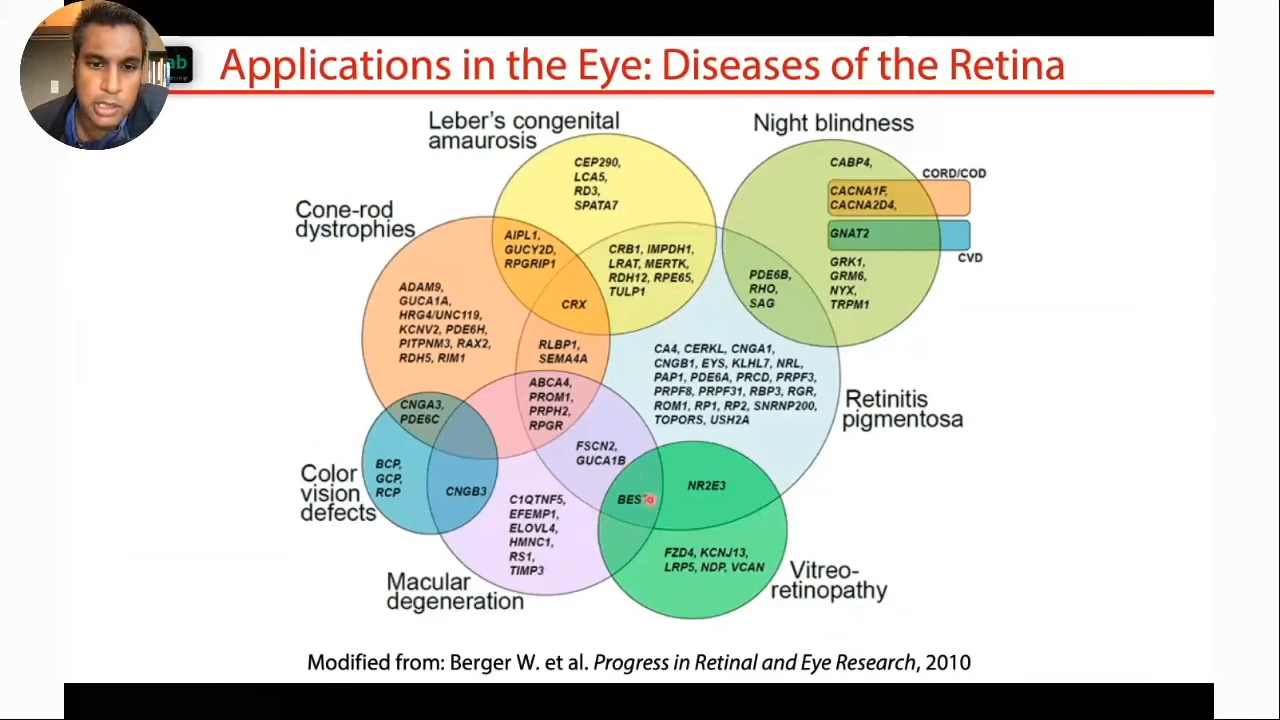 ab
Applications in the Eye: Diseases of the Retina
Leber's congenital
amaurosis
Night blindness
CEP290,
LCA5,
RD3,
SPATA7
CABP4,
CORD/COD
CACNA1F,
CACNA2D4,
GNAT2
CVD
GRK1,
GRM6,
NYX,
TRPM1
Cone-rod
dystrophies
AIPL1,
GUCY2D,
RPGRIP1
CRB1, IMPDH1,
LRAT, MERTK,
RDH12, RPE65,
TULP1
PDE6B,
RHO,
SAG
CRX
ADAM9,
GUCA1A,
HRG4/UNC119,
KCNV2, PDE6H,
PITPNM3, RAX2,
RDH5, RIM1
RLBP1,
SEMA4A
CA4, CERKL, CNGA1,
CNGB1, EYS, KLHL7, NRL,
PAP1, PDE6A, PRCD, PRPF3,
PRPF8, PRPF31, RBP3, RGR,
ROM1, RP1, RP2, SNRNP200,
TOPORS, USH2A
ABCA4,
PROM1,
PRPH2,
RPGR
Retinitis
pigmentosa
CNGA3,
PDE6C
FSCN2,
GUCA1B
Color
vision
defects
BCP,
GCP,
RCP
CNGB3
NR2E3
C1QTNF5,
EFEMP1,
ELOVL4,
HMNC1,
RS1,
TIMP3
FZD4, KCNJ13,
LRP5, NDP, VCAN
Macular
degeneration
Vitreo-
retinopathy
Modified from: Berger W. et al. Progress in Retinal and Eye Research, 2010